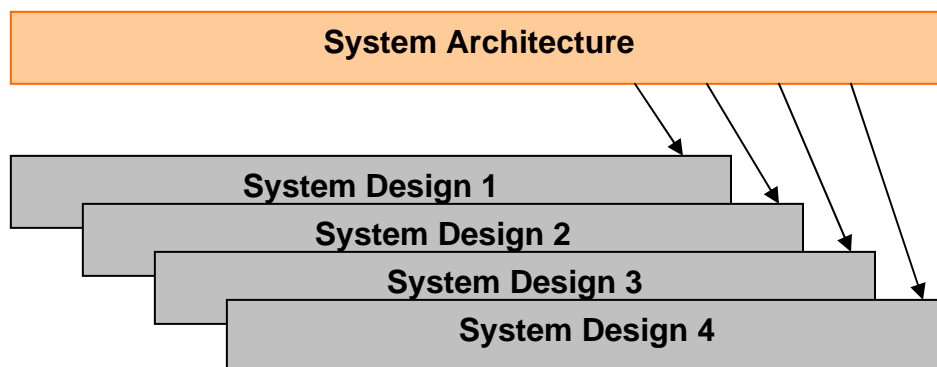 System Architecture
System Design 1
System Design 2
System Design 3
System Design 4